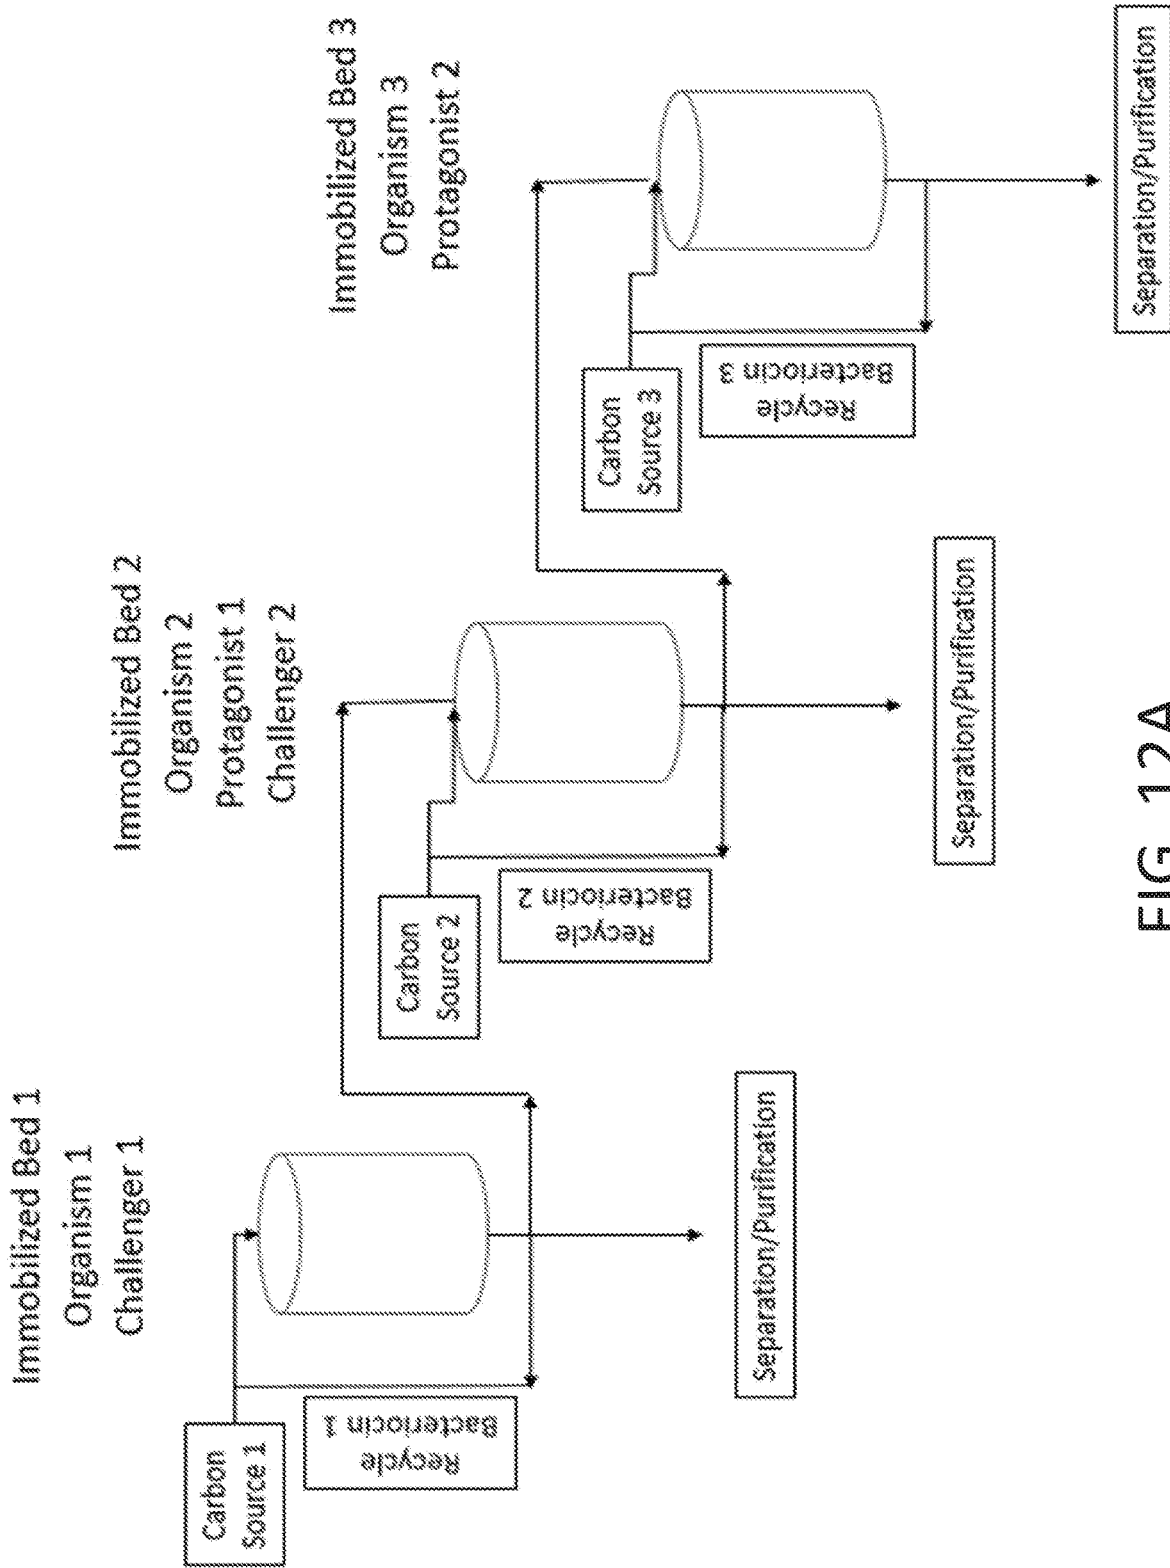 Immobilized Bed 1
Organism 1
Challenger 1
Carbon
Source 1
Recycle
Bacteriocin 1
Separation/Purification
Immobilized Bed 2
Organism 2
Protagonist 1
Challenger 2
Carbon
Source 2
Recycle
Bacteriocin 2
Separation/Purification
Immobilized Bed 3
Organism 3
Protagonist 2
Carbon
Source 3
Recycle
Bacteriocin 3
Separation/Purification
FIG. 12A